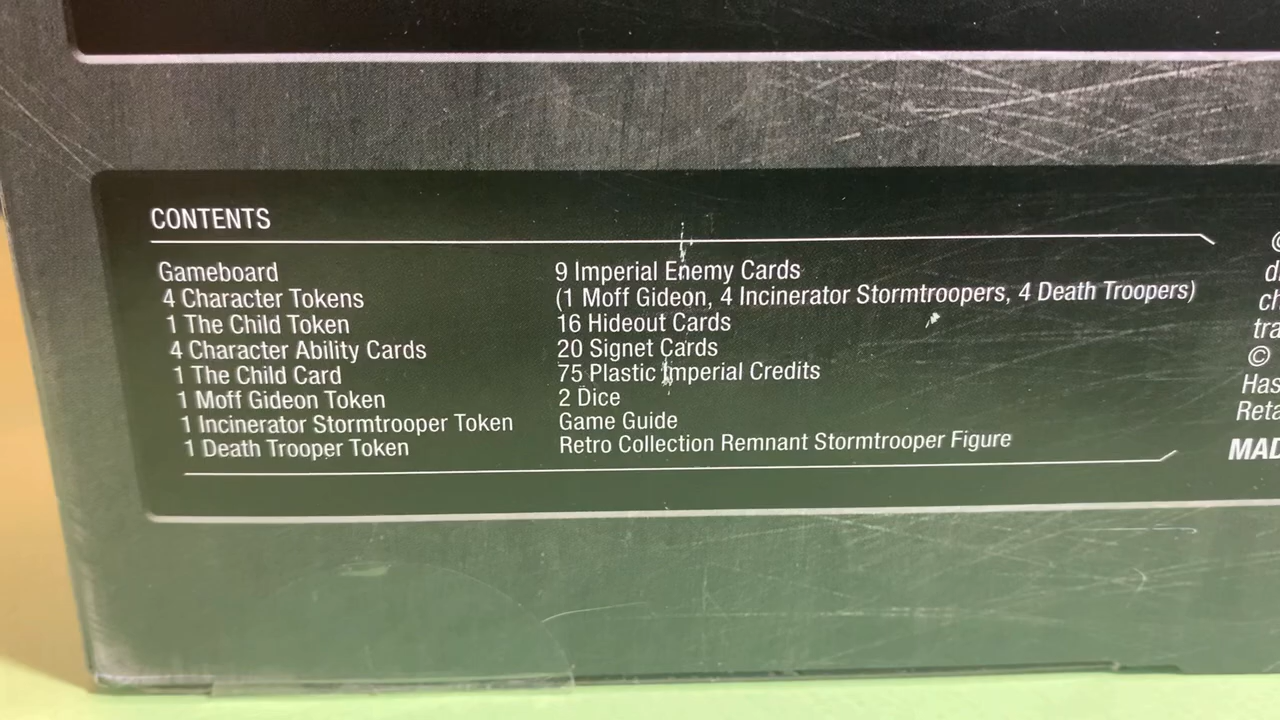 CONTENTS
Gameboard
4 Character Tokens
1 The Child Token
4 Character Ability Cards
1 The Child Card
1 Moff Gideon Token
1 Incinerator Stormtrooper Token
1 Death Trooper Token
9 Imperial Enemy Cards
(1 Moff Gideon, 4 Incinerator Stormtroopers, 4 Death Troopers)
16 Hideout Cards
20 Signet Cards
75 Plastic Imperial Credits
2 Dice
Game Guide
Retro Collection Remnant Stormtrooper Figure
©